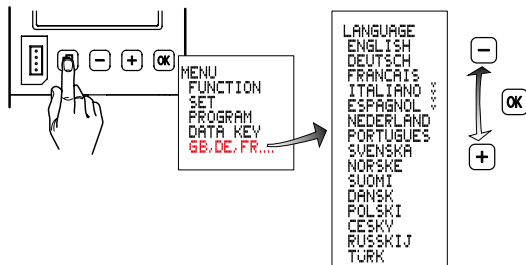 OK
MENU
FUNCTION
SET
PROGRAM
DATA KEY
GB,DE,FR....
LANGUAGE
ENGLISH
DEUTSCH
FRANCAIS
ITALIANO
ESPAGNOL
NEDERLAND
PORTUGUES
SVENSKA
NORSKE
SUOMI
DANSK
POLSKI
CESKY
RUSSKIJ
TURK
OK